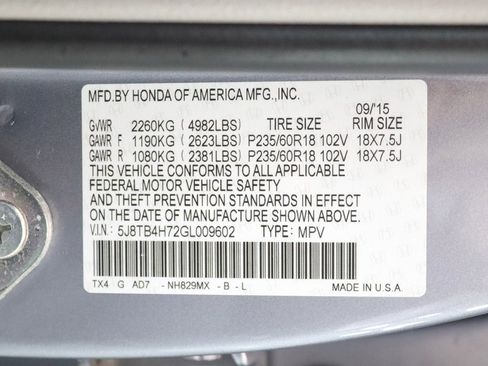 MFD.BY HONDA OF AMERICA MFG.,INC.
09/'15
GVWR 2260KG (4982LBS) TIRE SIZE RIM SIZE
GAWR F 1190KG (2623LBS) P235/60R18 102V 18X7.5J
GAWR R 1080KG (2381LBS) P235/60R18 102V 18X7.5J
THIS VEHICLE CONFORMS TO ALL APPLICABLE
FEDERAL MOTOR VEHICLE SAFETY
AND THEFT PREVENTION STANDARDS IN EFFECT
ON THE DATE OF MANUFACTURE SHOWN ABOVE.
V.I.N.: 5J8TB4H72GL009602 TYPE: MPV
TX4 G AD7 - NH829MX - B - L MADE IN U.S.A.